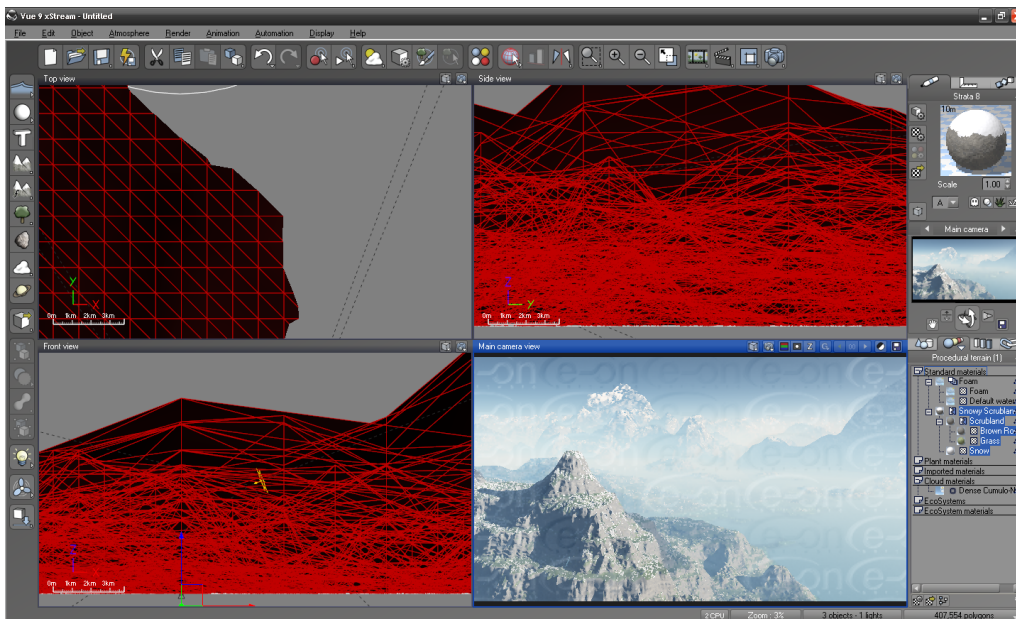 Vue 9 xStream - Untitled
File Edit Object Atmosphere Render Animation Automation Display Help
Top view
Side view
Strata 8
10m
Scale 1.00
A
Main camera
Y
X
0m 1km 2km 3km
Z
Y
0m 1km 2km 3km
Front view
Main camera view
Procedural terrain (1)
Standard materials
Foam
Foam
Default wate
Snowy Scrublan
Scrubland
Brown Ro
Grass
Snow
Plant materials
Imported materials
Cloud materials
Dense Cumulo-N
EcoSystems
EcoSystem materials
e-on
0m 1km 2km 3km
2 CPU Zoom : 3% 3 objects - 1 lights 407,554 polygons